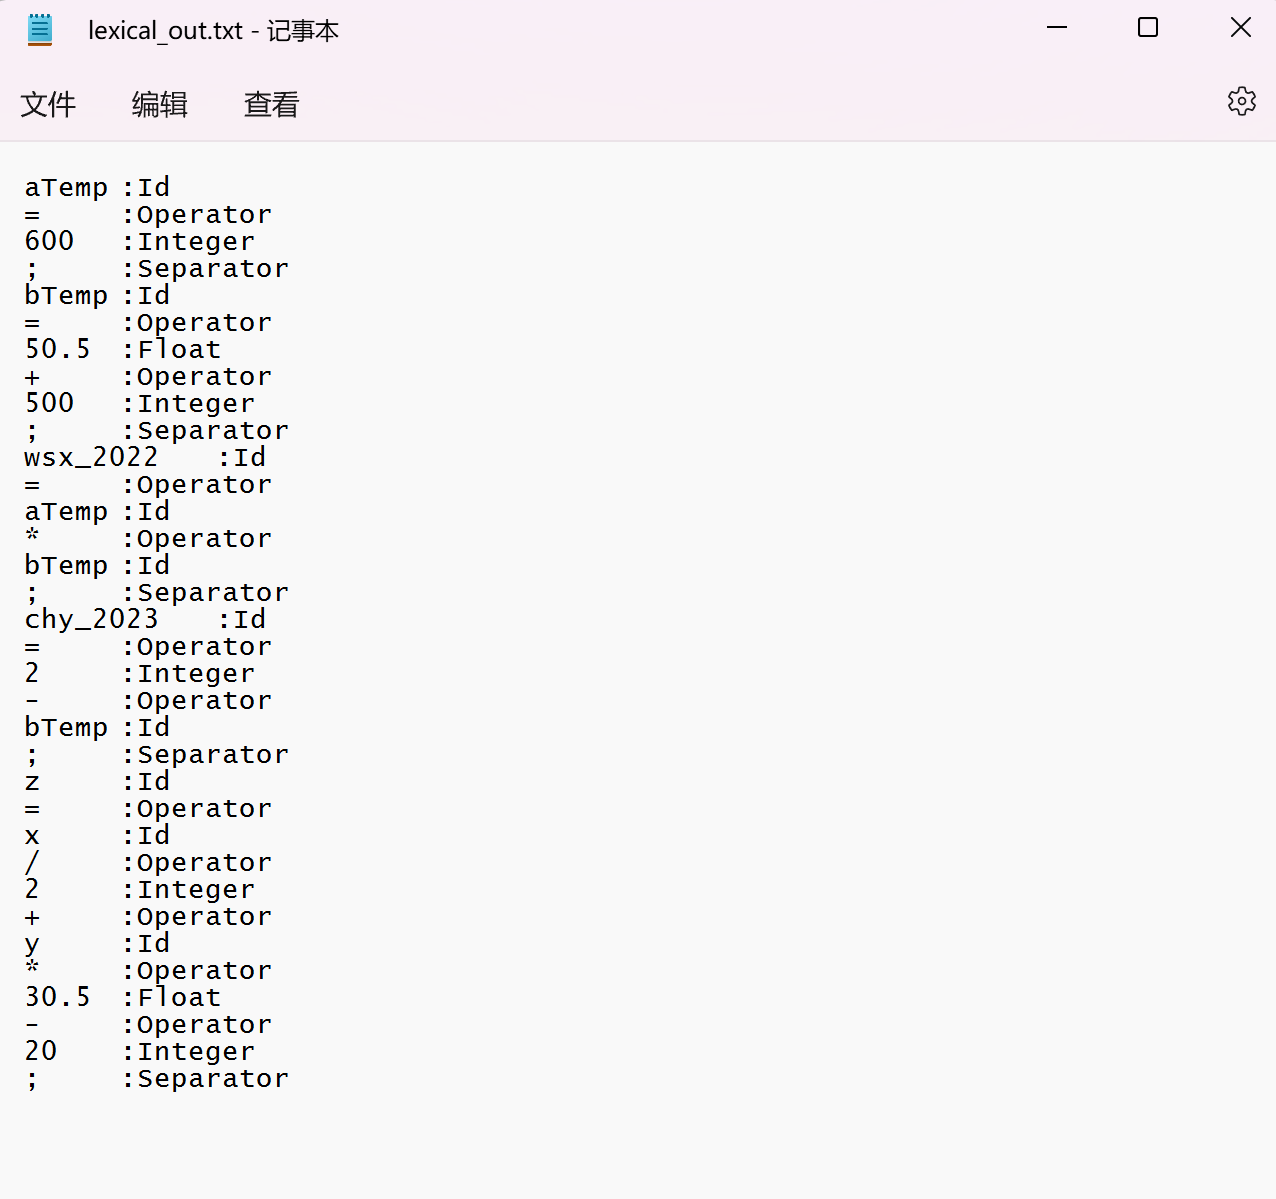 lexical_out.txt - 记事本
文件 编辑 查看
aTemp :Id
= :Operator
600 :Integer
; :Separator
bTemp :Id
= :Operator
50.5 :Float
+ :Operator
500 :Integer
; :Separator
wsx_2022 :Id
= :Operator
aTemp :Id
* :Operator
bTemp :Id
; :Separator
chy_2023 :Id
= :Operator
2 :Integer
- :Operator
bTemp :Id
; :Separator
z :Id
= :Operator
x :Id
/ :Operator
2 :Integer
+ :Operator
y :Id
* :Operator
30.5 :Float
- :Operator
20 :Integer
; :Separator